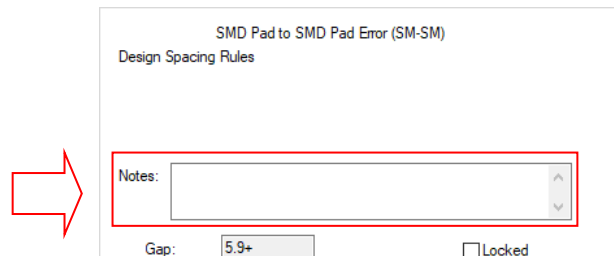 SMD Pad to SMD Pad Error (SM-SM)
Design Spacing Rules
Notes:
Gap: 5.9+ Locked